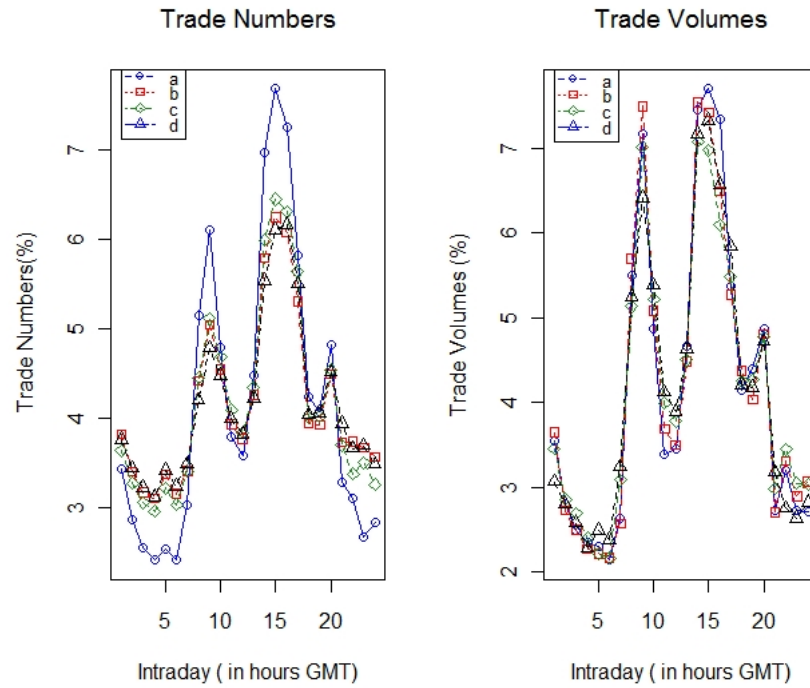 Trade Numbers
Trade Numbers(%)
7
6
5
4
3
a
b
c
d
5 10 15 20
Intraday ( in hours GMT)
Trade Volumes
Trade Volumes (%)
7
6
5
4
3
2
a
b
c
d
5 10 15 20
Intraday ( in hours GMT)